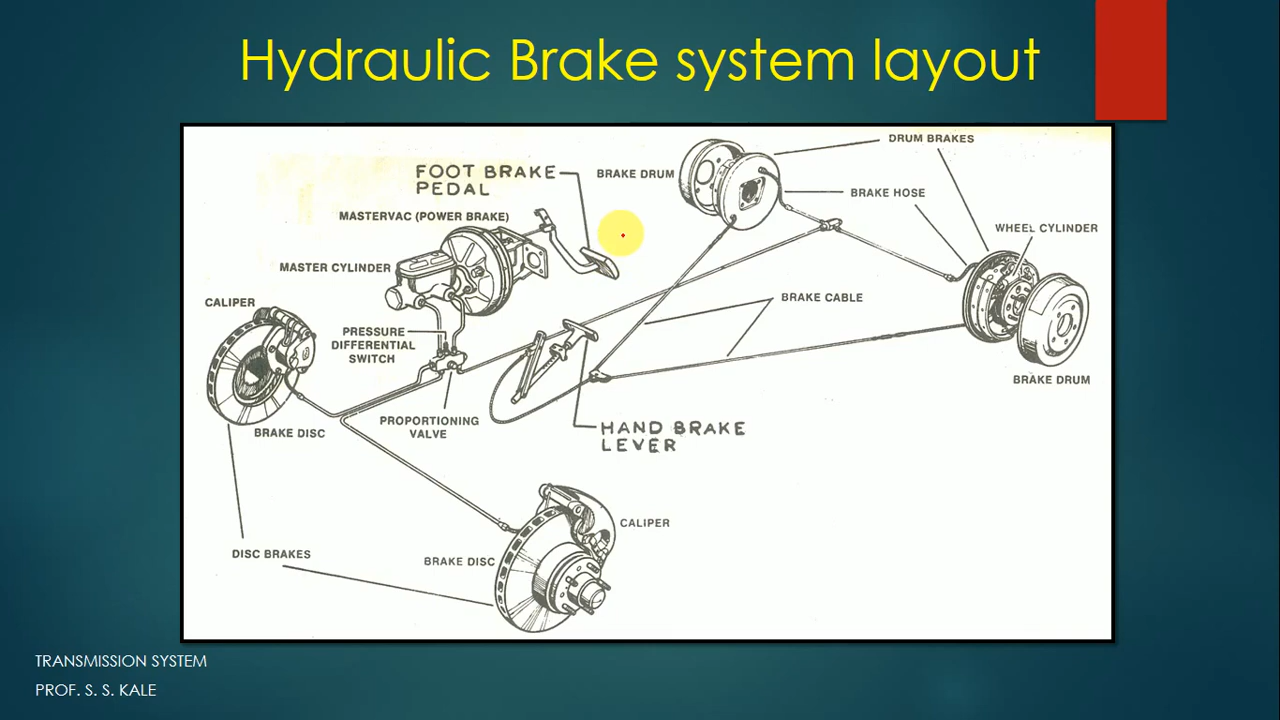 Hydraulic Brake system layout
DRUM BRAKES
BRAKE DRUM
FOOT BRAKE
PEDAL
BRAKE HOSE
MASTERVAC (POWER BRAKE)
WHEEL CYLINDER
MASTER CYLINDER
CALIPER
BRAKE CABLE
PRESSURE
DIFFERENTIAL
SWITCH
BRAKE DRUM
PROPORTIONING
VALVE
BRAKE DISC
HAND BRAKE
LEVER
CALIPER
DISC BRAKES
BRAKE DISC
TRANSMISSION SYSTEM
PROF. S. S. KALE